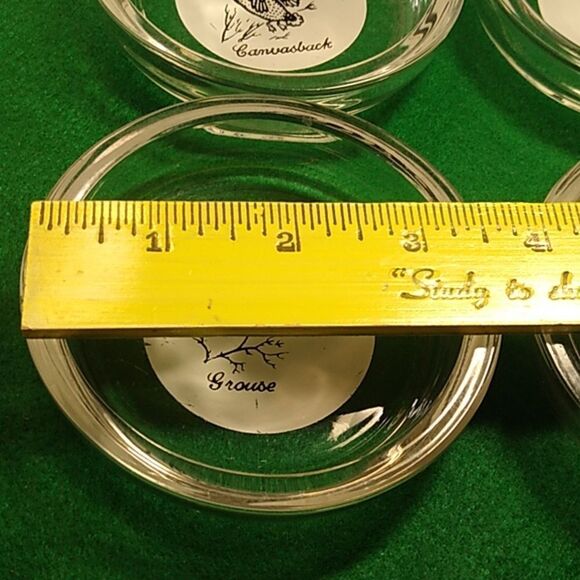 Canvasback
1 2 3 4
"Study to
Grouse